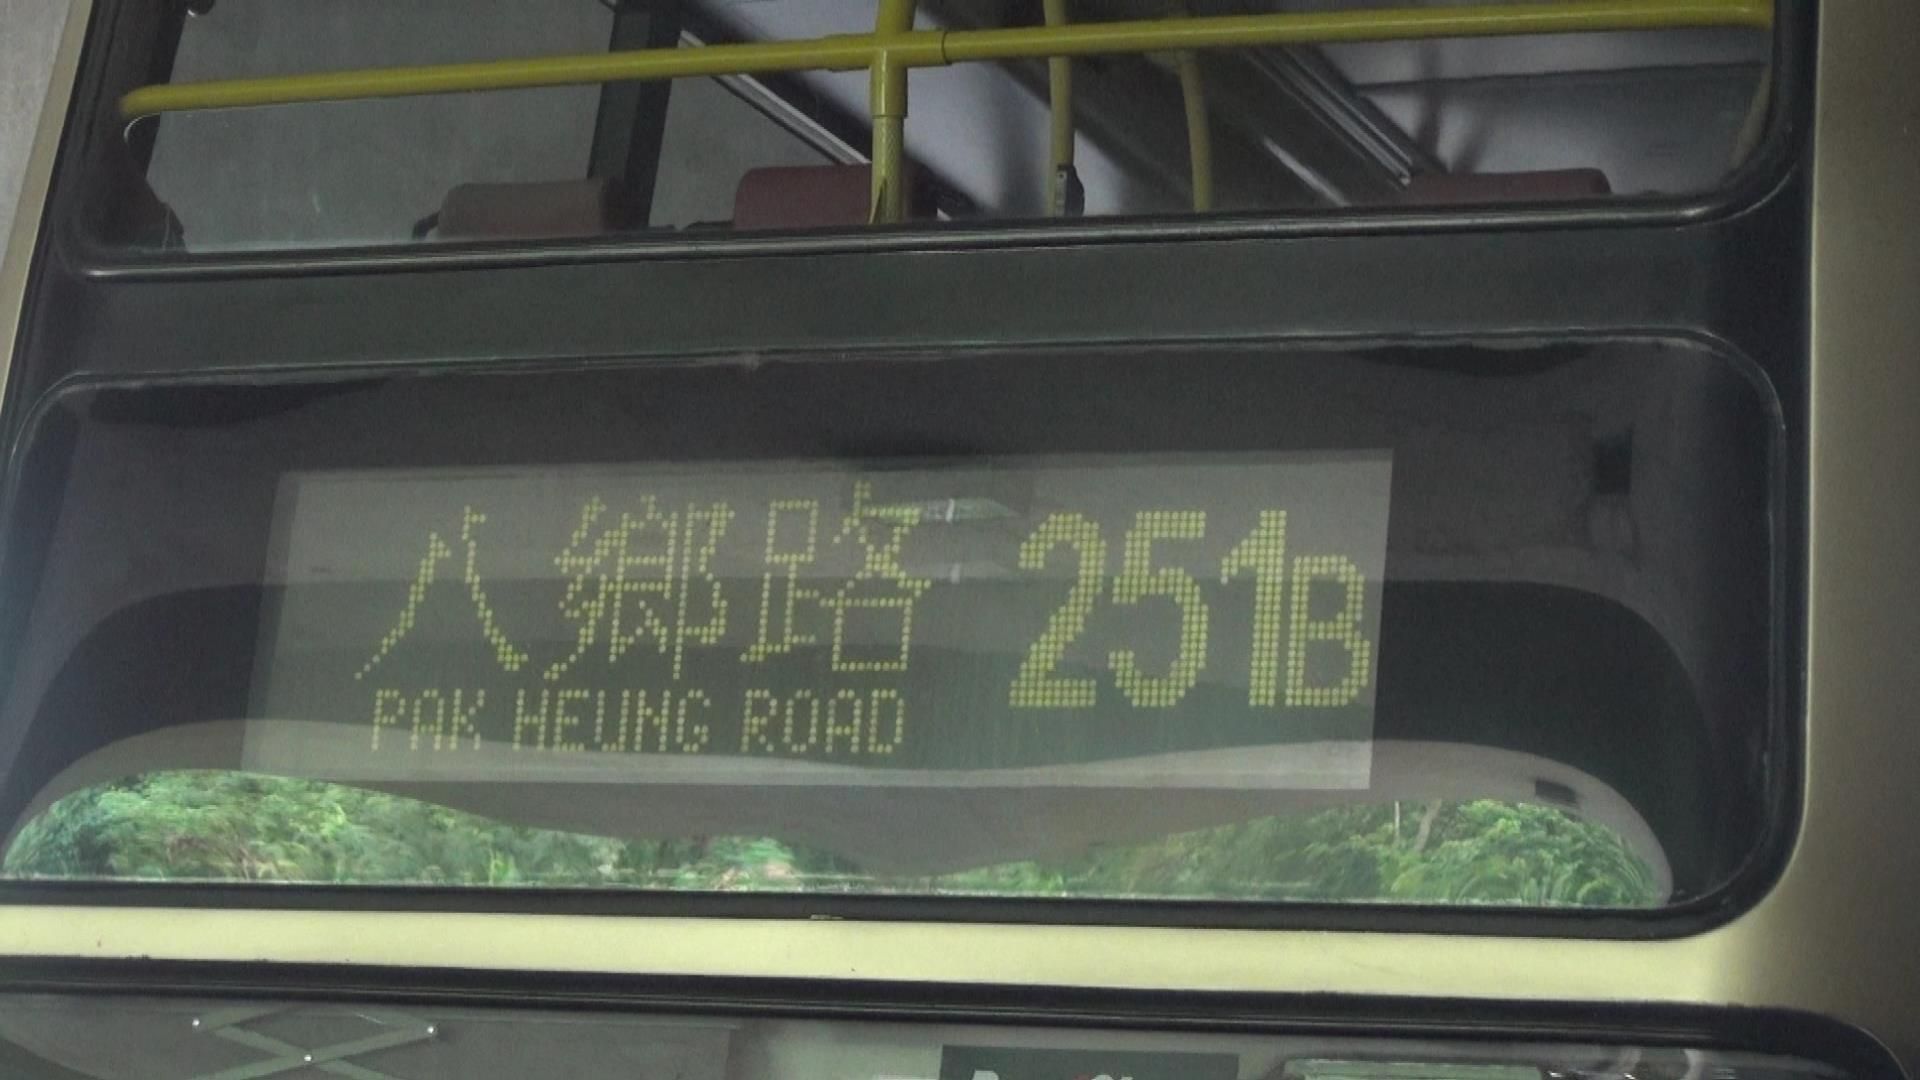 八鄉路 251B
PAK HEUNG ROAD